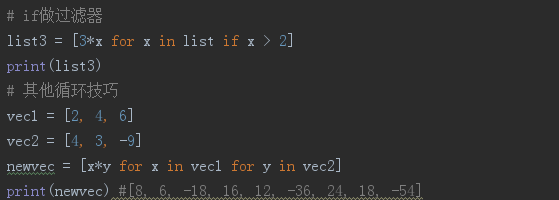 # if做过滤器
list3 = [3*x for x in list if x > 2]
print(list3)
# 其他循环技巧
vec1 = [2, 4, 6]
vec2 = [4, 3, -9]
newvec = [x*y for x in vec1 for y in vec2]
print(newvec) #[8, 6, -18, 16, 12, -36, 24, 18, -54]